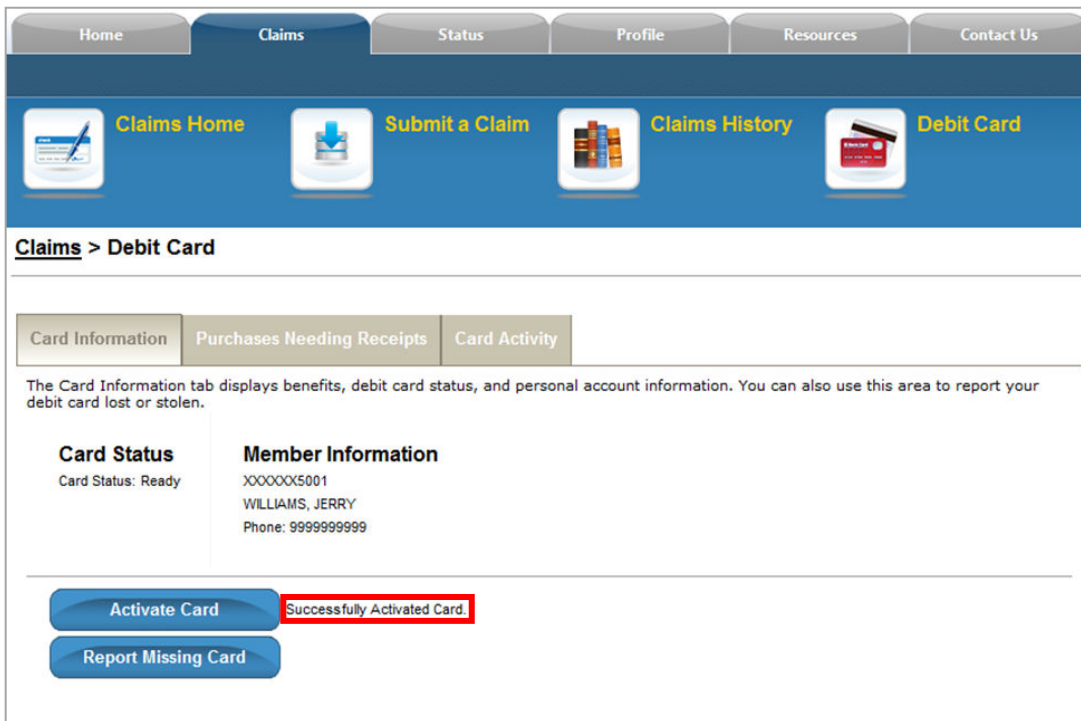 Home Claims Status Profile Resources Contact Us
Claims Home Submit a Claim Claims History Debit Card
Claims > Debit Card
Card Information Purchases Needing Receipts Card Activity
The Card Information tab displays benefits, debit card status, and personal account information. You can also use this area to report your
debit card lost or stolen.
Card Status Member Information
Card Status: Ready XXXXXX5001
WILLIAMS, JERRY
Phone: 9999999999
Activate Card Successfully Activated Card.
Report Missing Card